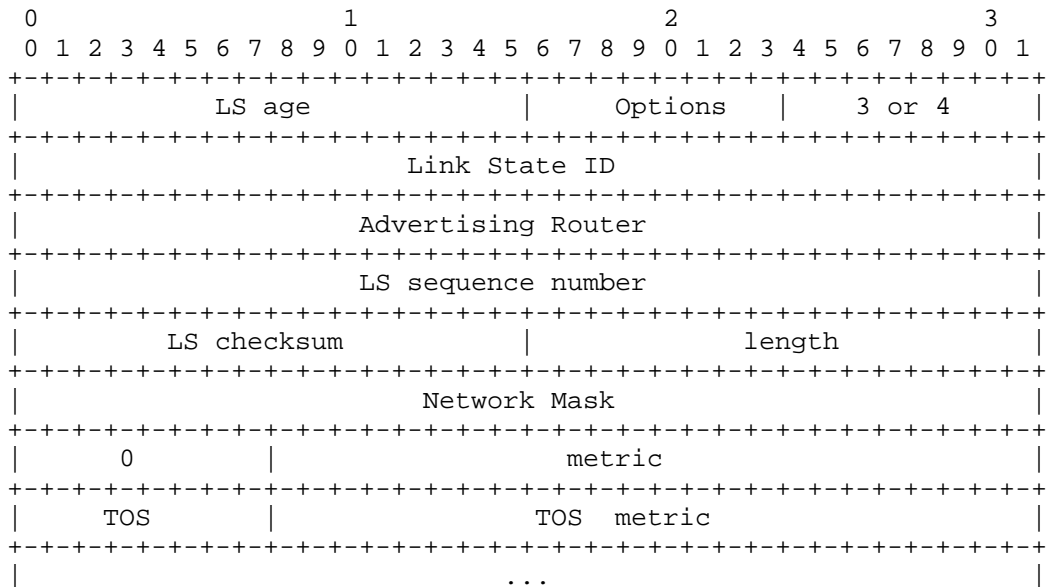 0                   1                   2                   3
 0 1 2 3 4 5 6 7 8 9 0 1 2 3 4 5 6 7 8 9 0 1 2 3 4 5 6 7 8 9 0 1
+-+-+-+-+-+-+-+-+-+-+-+-+-+-+-+-+-+-+-+-+-+-+-+-+-+-+-+-+-+-+-+-+
|            LS age             |     Options   |    3 or 4     |
+-+-+-+-+-+-+-+-+-+-+-+-+-+-+-+-+-+-+-+-+-+-+-+-+-+-+-+-+-+-+-+-+
|                        Link State ID                          |
+-+-+-+-+-+-+-+-+-+-+-+-+-+-+-+-+-+-+-+-+-+-+-+-+-+-+-+-+-+-+-+-+
|                     Advertising Router                        |
+-+-+-+-+-+-+-+-+-+-+-+-+-+-+-+-+-+-+-+-+-+-+-+-+-+-+-+-+-+-+-+-+
|                     LS sequence number                        |
+-+-+-+-+-+-+-+-+-+-+-+-+-+-+-+-+-+-+-+-+-+-+-+-+-+-+-+-+-+-+-+-+
|         LS checksum           |             length            |
+-+-+-+-+-+-+-+-+-+-+-+-+-+-+-+-+-+-+-+-+-+-+-+-+-+-+-+-+-+-+-+-+
|                         Network Mask                          |
+-+-+-+-+-+-+-+-+-+-+-+-+-+-+-+-+-+-+-+-+-+-+-+-+-+-+-+-+-+-+-+-+
|      0        |                  metric                       |
+-+-+-+-+-+-+-+-+-+-+-+-+-+-+-+-+-+-+-+-+-+-+-+-+-+-+-+-+-+-+-+-+
|     TOS       |                TOS  metric                    |
+-+-+-+-+-+-+-+-+-+-+-+-+-+-+-+-+-+-+-+-+-+-+-+-+-+-+-+-+-+-+-+-+
|                              ...                              |